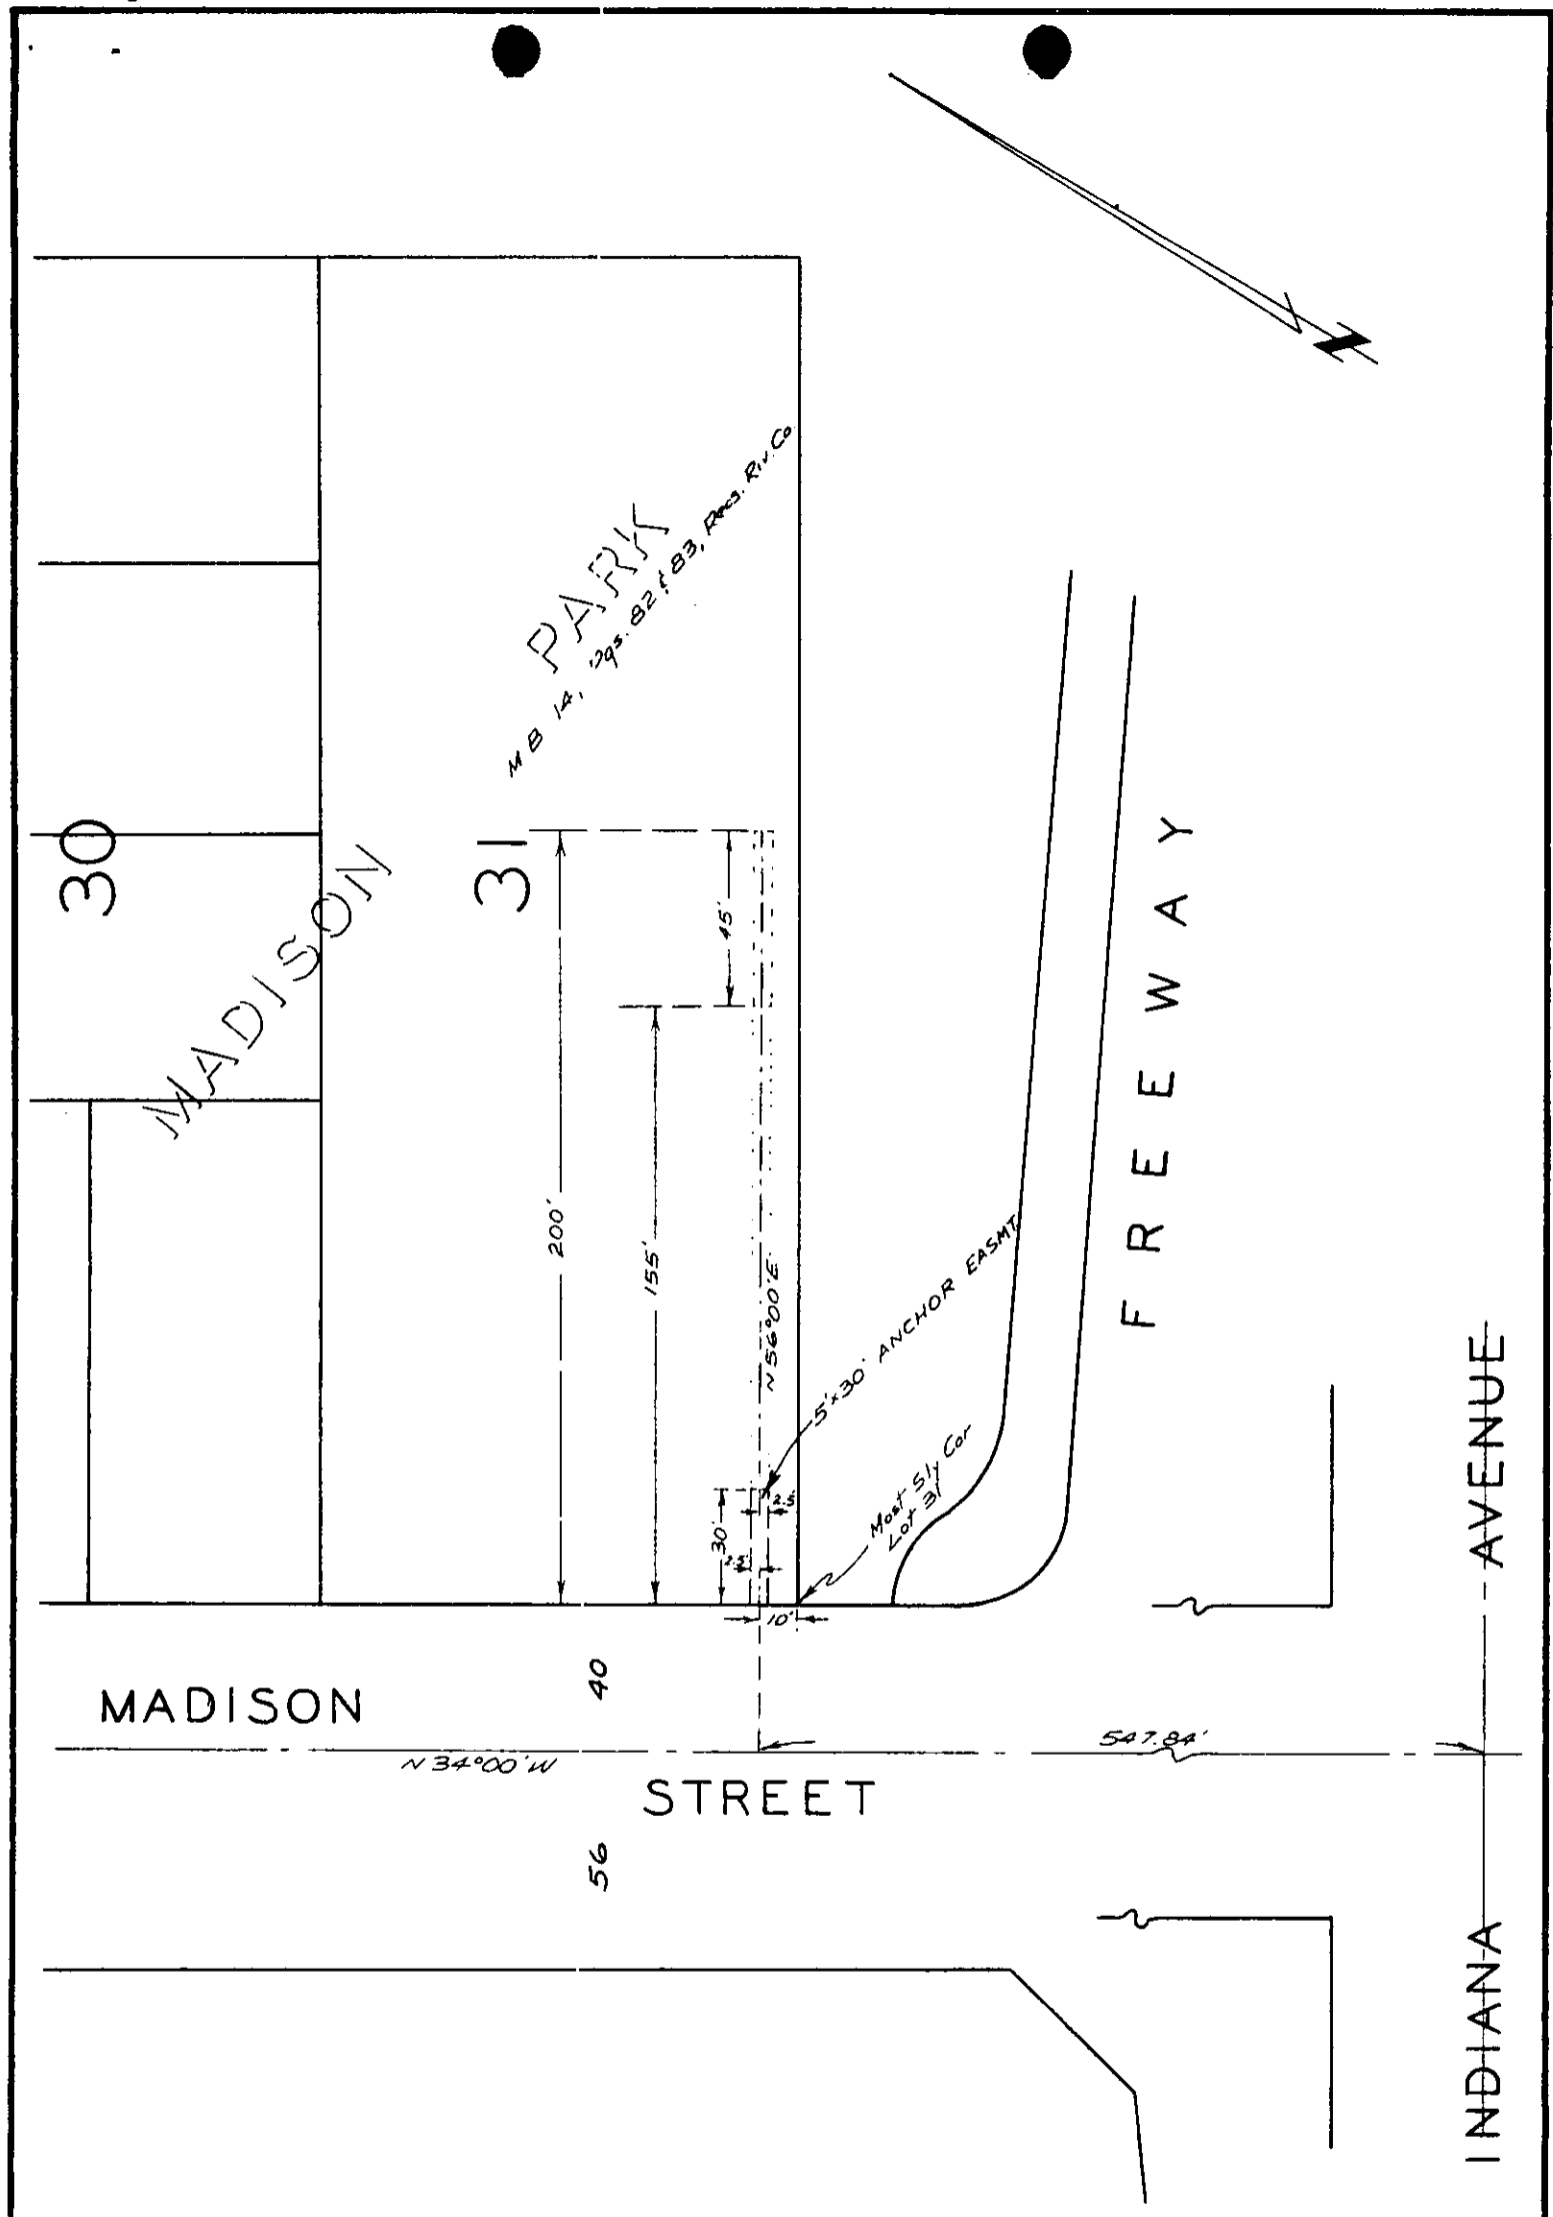 N
PARK
M B 14, Pgs. 82 & 83, Recs. Riv. Co
30
31
MADISON
45'
200'
155'
N 56°00' E
5'x30' ANCHOR EASMT.
Most Sly Cor
Lot 31
30'
2.5'
2.5'
10'
FREEWAY
MADISON
40
N 34°00' W
547.84'
STREET
56
INDIANA AVENUE